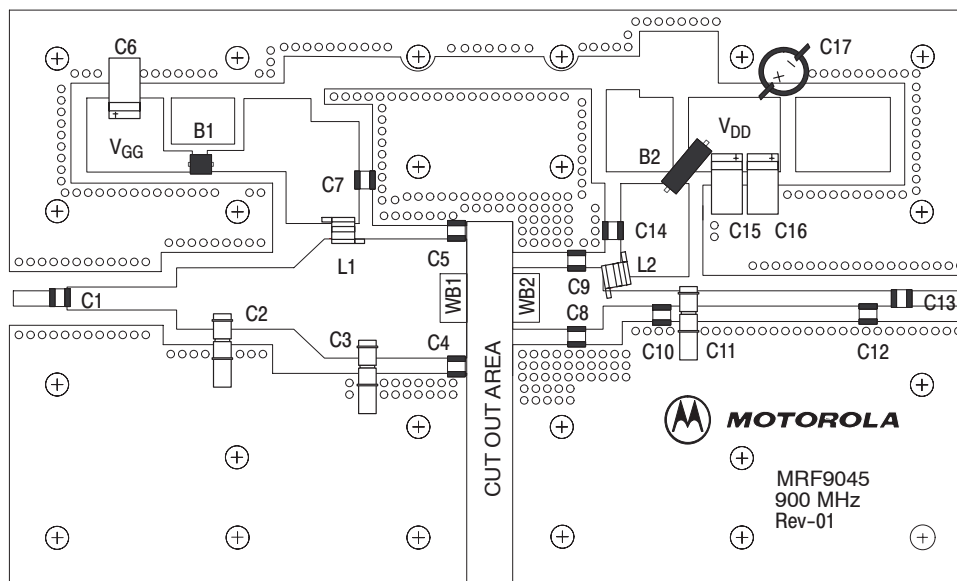 C6
C17
B1
VGG
VDD
B2
C7
C14
C15
C16
L1
C5
L2
C9
WB1
WB2
C1
C2
C3
C4
C8
C10
C11
C12
C13
CUT OUT AREA
MOTOROLA
MRF9045
900 MHz
Rev-01